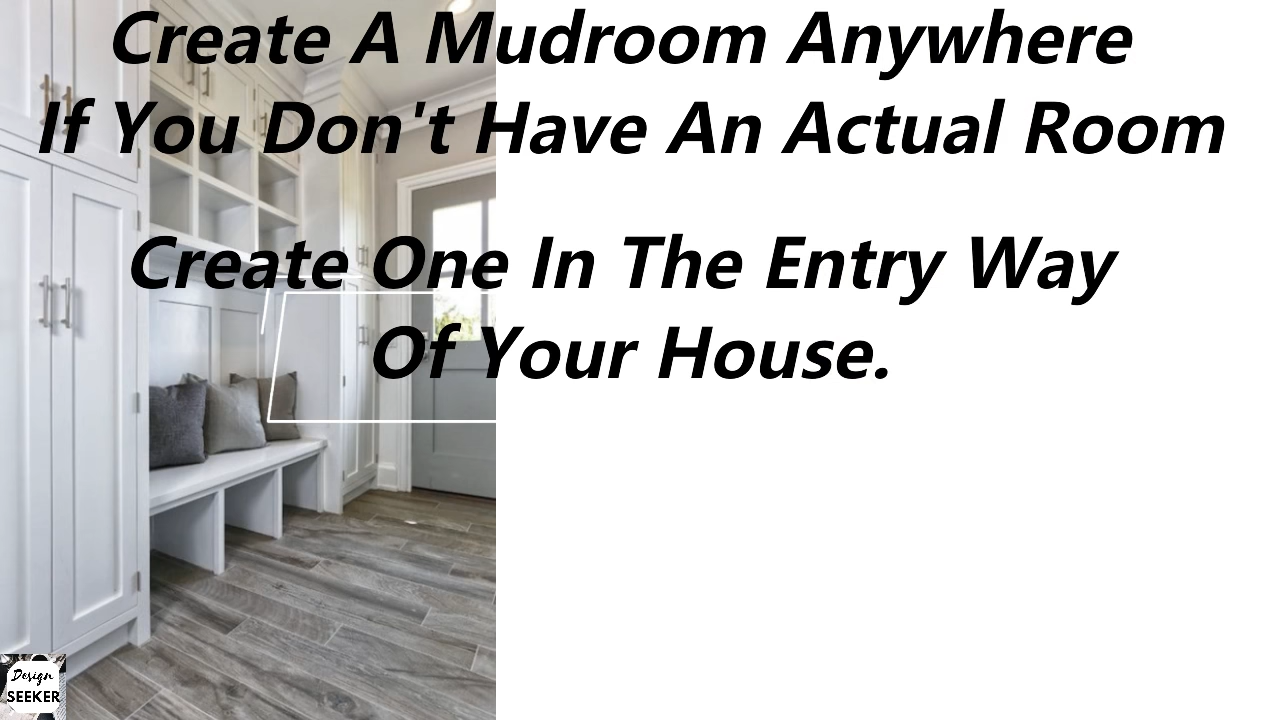 Create A Mudroom Anywhere
If You Don't Have An Actual Room
Create One In The Entry Way
Of Your House.
Design
SEEKER